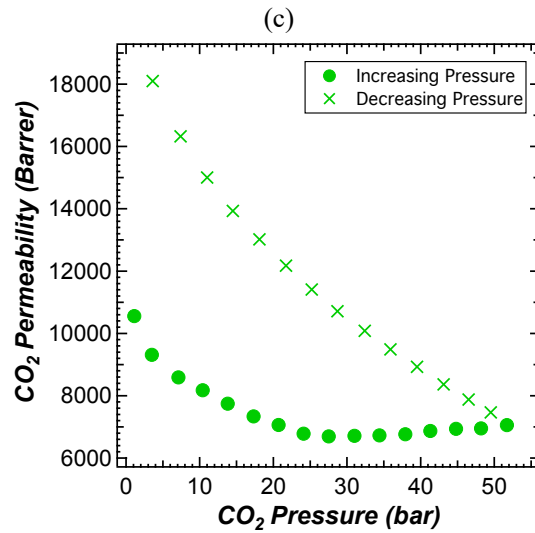 (c)
Increasing Pressure
Decreasing Pressure
18000
16000
14000
12000
10000
8000
6000
CO₂ Permeability (Barrer)
0 10 20 30 40 50
CO₂ Pressure (bar)